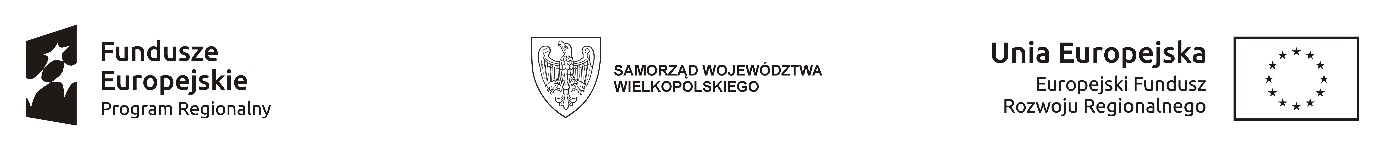 Fundusze
Europejskie
Program Regionalny
SAMORZĄD WOJEWÓDZTWA
WIELKOPOLSKIEGO
Unia Europejska
Europejski Fundusz
Rozwoju Regionalnego